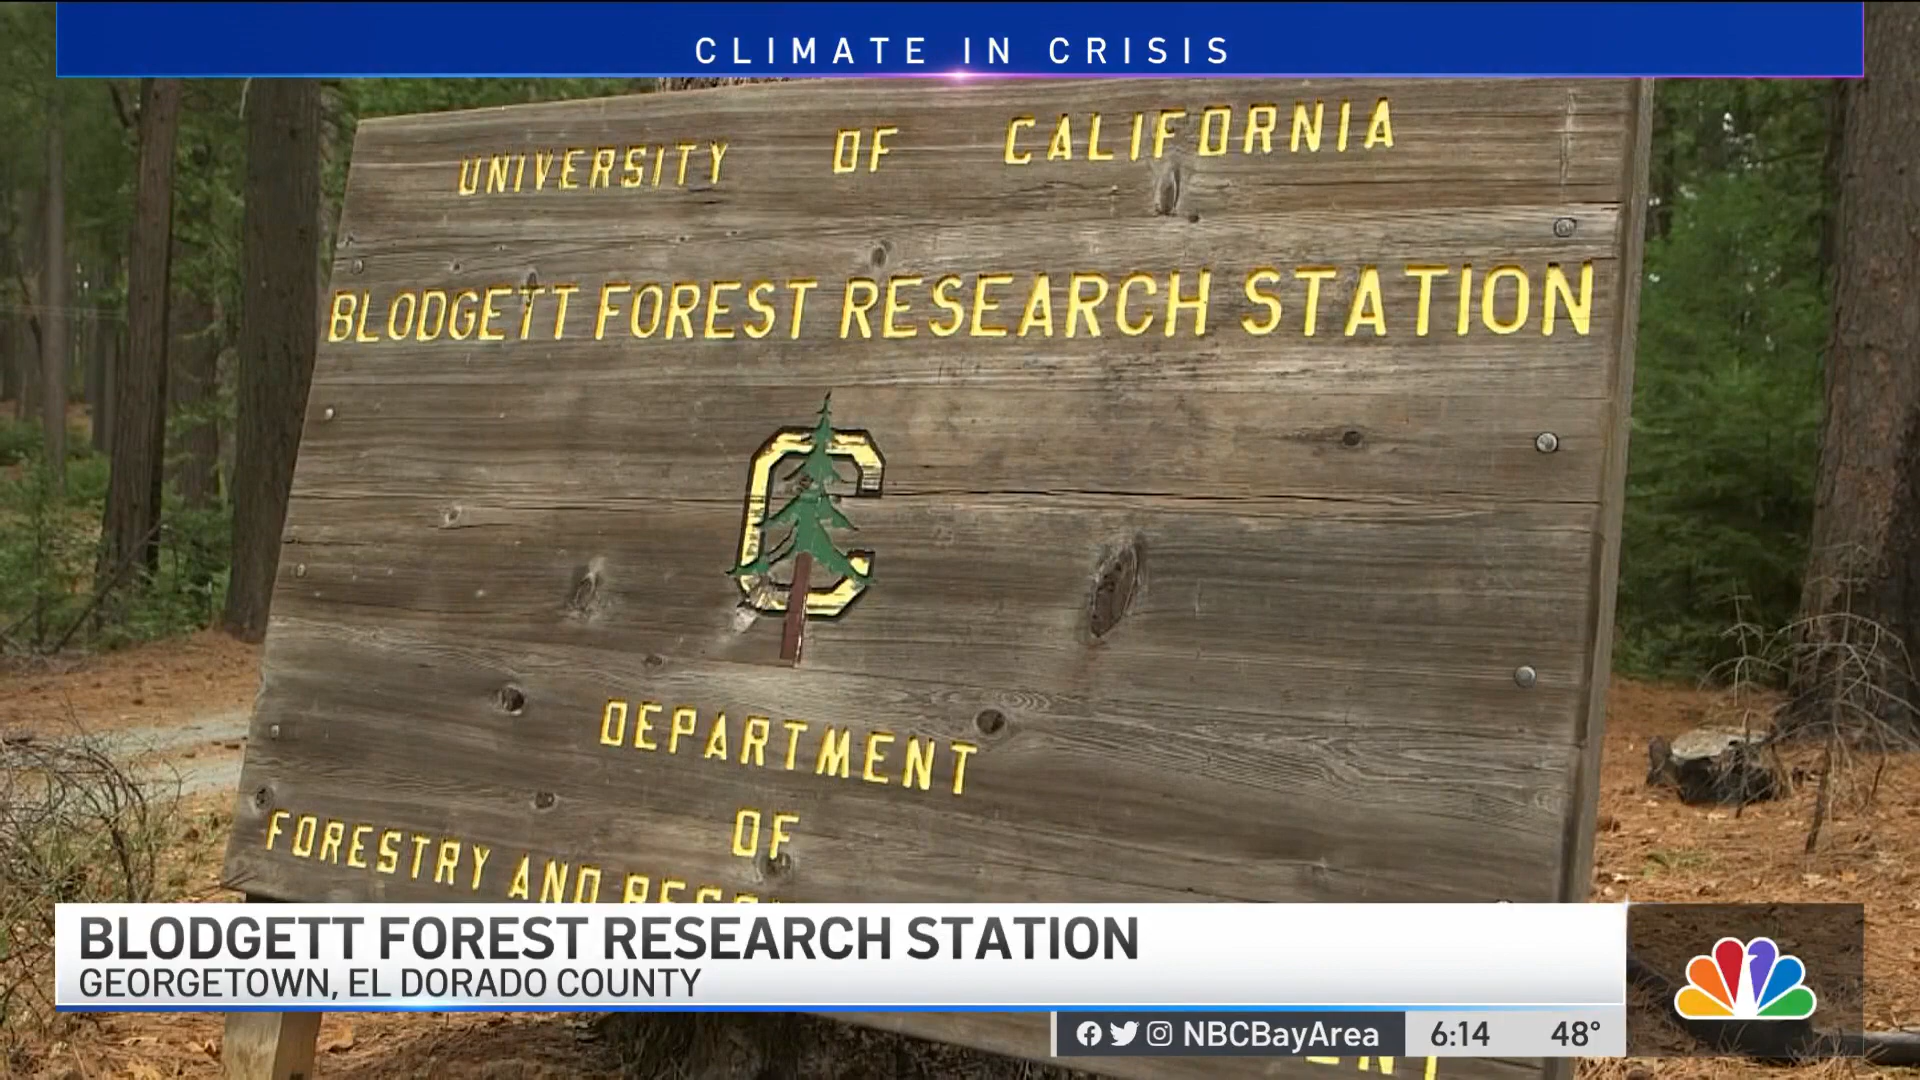 CLIMATE IN CRISIS
UNIVERSITY OF CALIFORNIA
BLODGETT FOREST RESEARCH STATION
C
DEPARTMENT
OF
FORESTRY AND
BLODGETT FOREST RESEARCH STATION
GEORGETOWN, EL DORADO COUNTY
NBCBayArea 6:14 48°